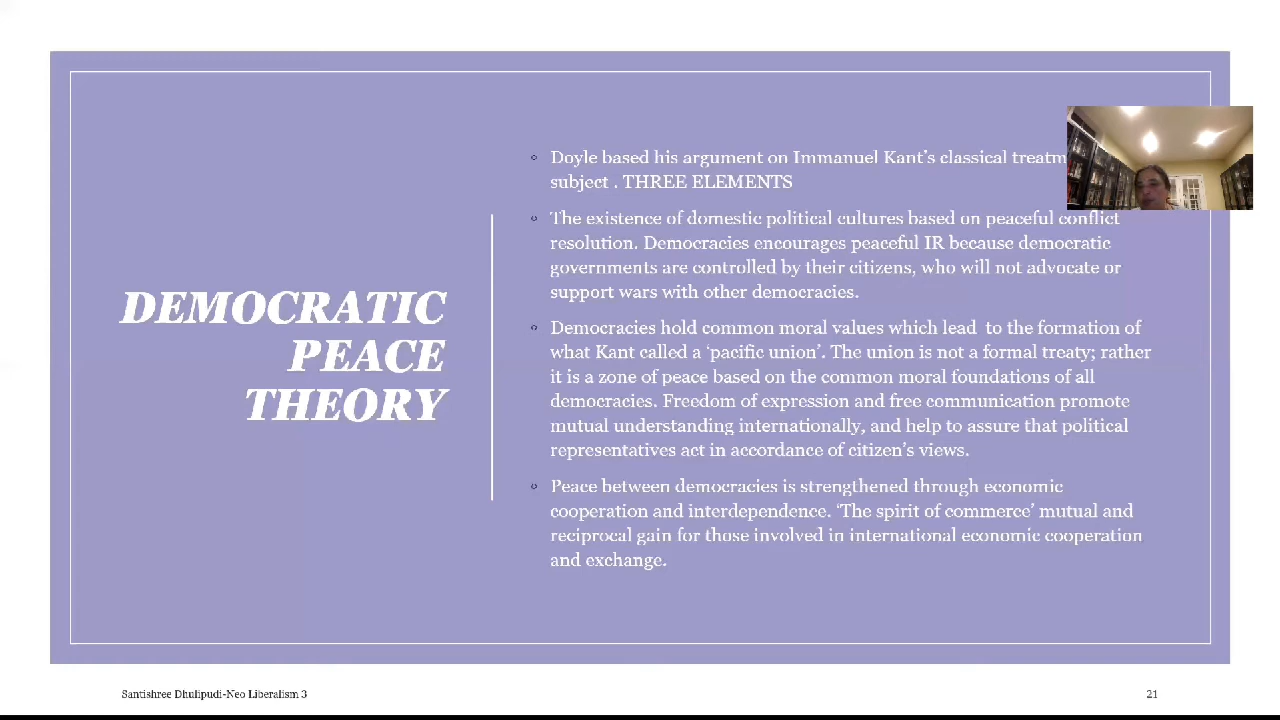 DEMOCRATIC
PEACE
THEORY
Doyle based his argument on Immanuel Kant's classical
subject . THREE ELEMENTS
The existence of domestic political cultures based on peaceful conflict
resolution. Democracies encourages peaceful IR because democratic
governments are controlled by their citizens, who will not advocate or
support wars with other democracies.
Democracies hold common moral values which lead to the formation of
what Kant called a 'pacific union'. The union is not a formal treaty; rather
it is a zone of peace based on the common moral foundations of all
democracies. Freedom of expression and free communication promote
mutual understanding internationally, and help to assure that political
representatives act in accordance of citizen's views.
Peace between democracies is strengthened through economic
cooperation and interdependence. 'The spirit of commerce' mutual and
reciprocal gain for those involved in international economic cooperation
and exchange.
Santishree Dhulipudi-Neo Liberalism 3
21